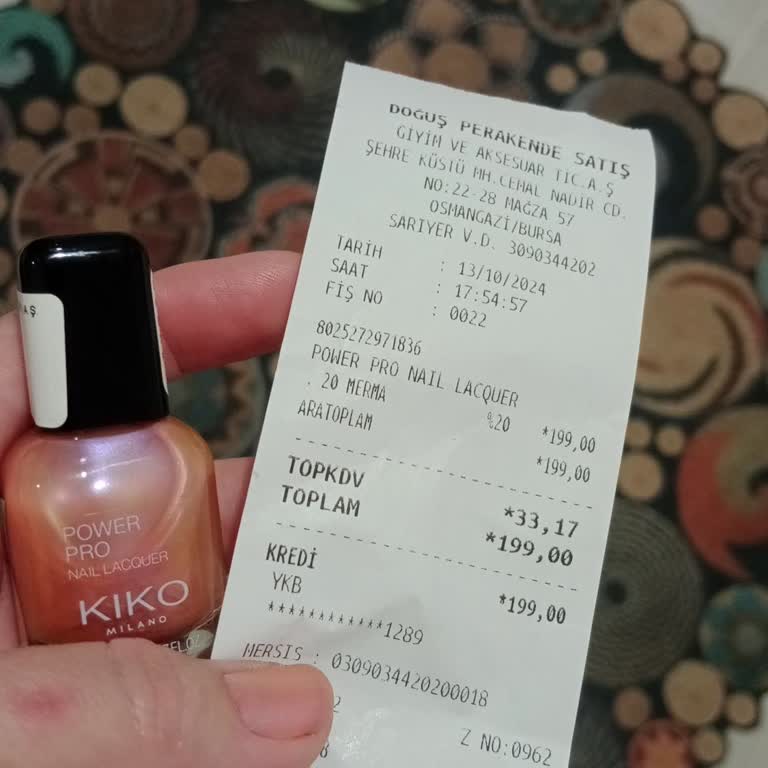 DOĞUŞ PERAKENDE SATIŞ
GİYİM VE AKSESUAR TİC.A.Ş
ŞEHRE KÜSTÜ MH.CEMAL NADIR CD.
NO:22-28 MAĞZA 57
OSMANGAZİ/BURSA
SARIYER V.D. 3090344202
TARİH : 13/10/2024
SAAT : 17:54:57
FİŞ NO : 0022
8025272971836
POWER PRO NAIL LACQUER
. 20 MERMA %20 *199,00
ARATOPLAM *199,00
TOPKDV *33,17
TOPLAM *199,00
KREDİ *199,00
YKB
************1289
MERSIS : 0309034420200018
Z NO:0962
POWER
PRO
NAIL LACQUER
KIKO
MILANO